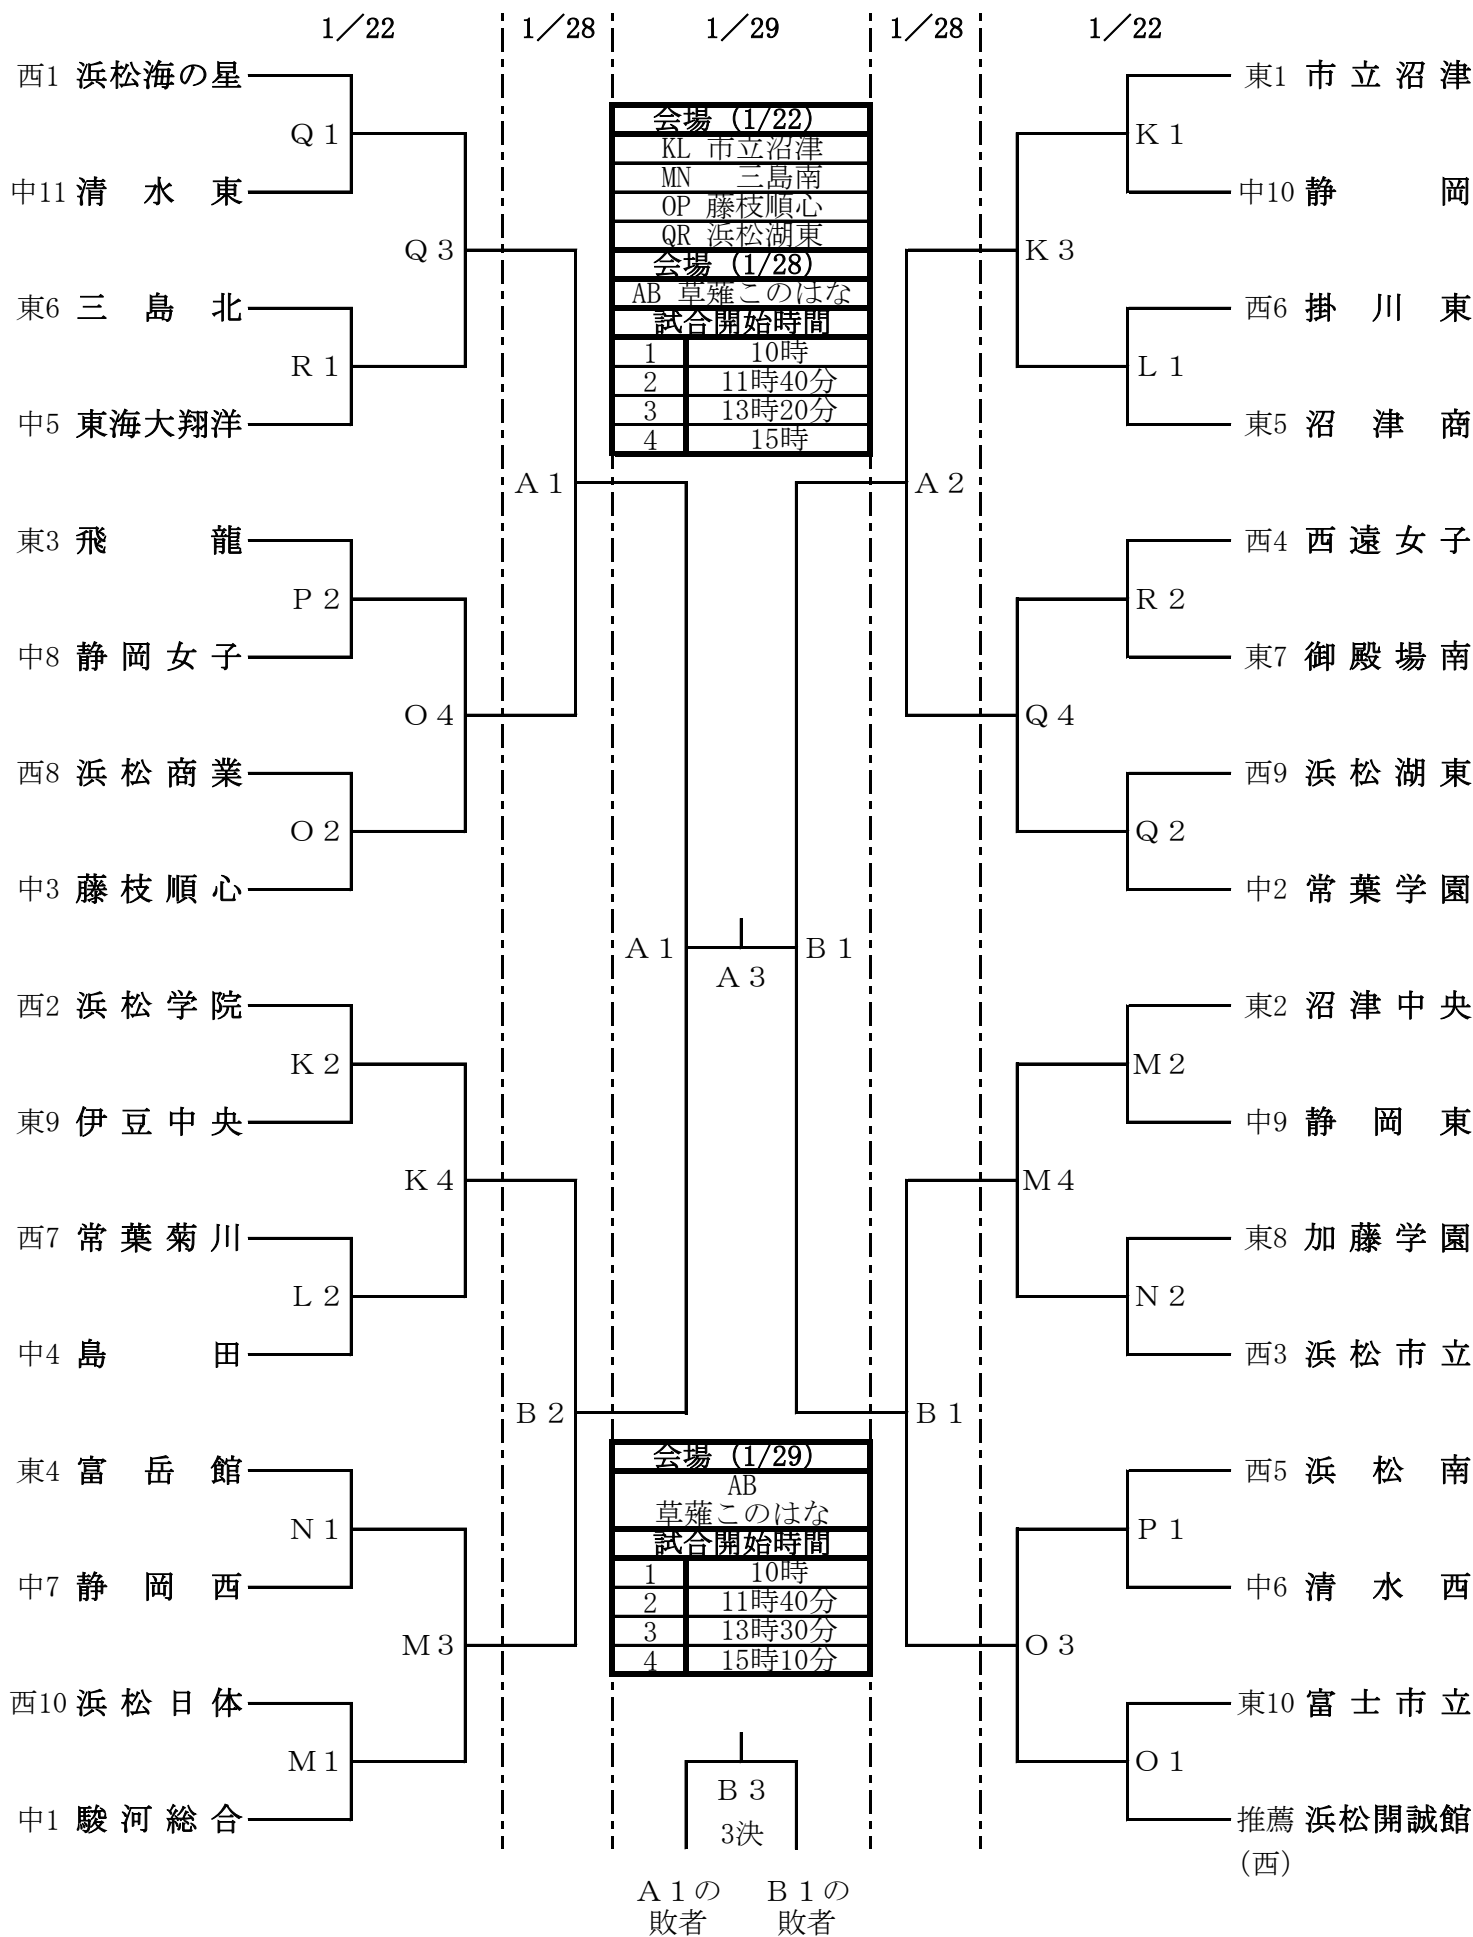 1／22 1／28 1／29 1／28 1／22
西1 浜松海の星
Q1
中11 清水東
Q3
東6 三島北
R1
中5 東海大翔洋
A1
東3 飛龍
P2
中8 静岡女子
O4
西8 浜松商業
O2
中3 藤枝順心
西2 浜松学院
K2
東9 伊豆中央
K4
西7 常葉菊川
L2
中4 島田
B2
東4 富岳館
N1
中7 静岡西
M3
西10 浜松日体
M1
中1 駿河総合
会場（1/22）
KL 市立沼津
MN 三島南
OP 藤枝順心
QR 浜松湖東
会場（1/28）
AB 草薙このはな
試合開始時間
1 10時
2 11時40分
3 13時20分
4 15時
A1 B1
A3
会場（1/29）
AB
草薙このはな
試合開始時間
1 10時
2 11時40分
3 13時30分
4 15時10分
B3
3決
A1の B1の
敗者 敗者
東1 市立沼津
K1
中10 静岡
K3
西6 掛川東
L1
東5 沼津商
A2
西4 西遠女子
R2
東7 御殿場南
Q4
西9 浜松湖東
Q2
中2 常葉学園
東2 沼津中央
M2
中9 静岡東
M4
東8 加藤学園
N2
西3 浜松市立
B1
西5 浜松南
P1
中6 清水西
O3
東10 富士市立
O1
推薦 浜松開誠館
（西）